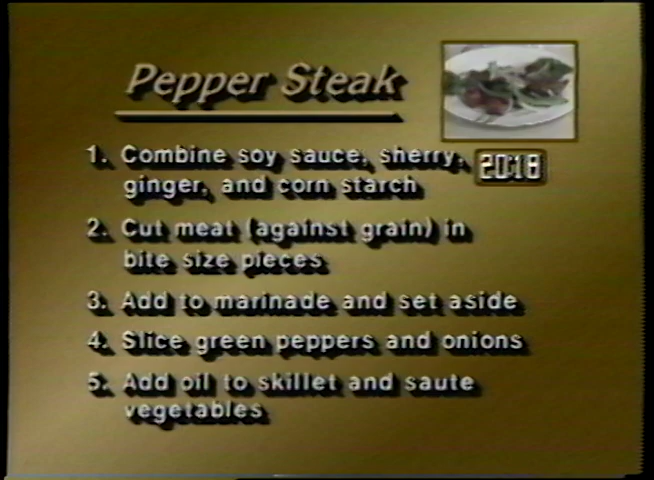 Pepper Steak
1. Combine soy sauce, sherry,
ginger, and corn starch
20:18
2. Cut meat (against grain) in
bite size pieces
3. Add to marinade and set aside
4. Slice green peppers and onions
5. Add oil to skillet and saute
vegetables